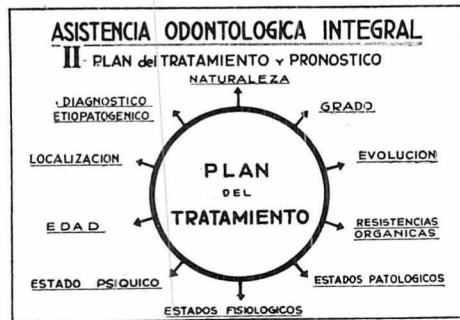 ASISTENCIA ODONTOLOGICA INTEGRAL
II - PLAN del TRATAMIENTO y PRONOSTICO
NATURALEZA
DIAGNOSTICO
ETIOPATOGENICO
GRADO
LOCALIZACION
EVOLUCION
PLAN
DEL
TRATAMIENTO
EDAD
RESISTENCIAS
ORGANICAS
ESTADO PSIQUICO
ESTADOS PATOLOGICOS
ESTADOS FISIOLOGICOS